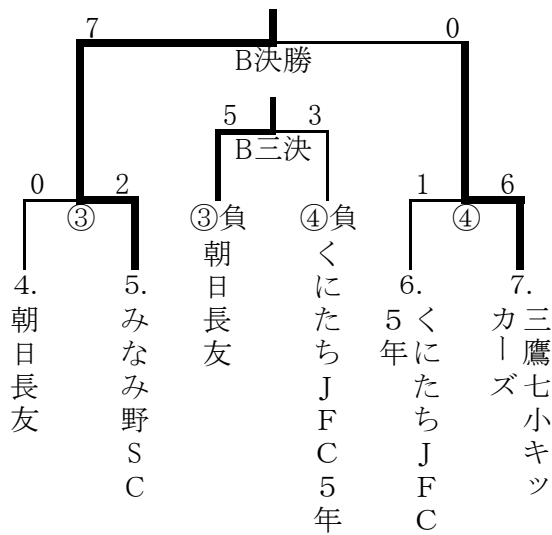 7 0
B決勝
5 3
B三決
0 2 1 6
③ ③負 ④負 ④
4. 5. 6. 7.
朝日長友
みなみ野SC
朝日長友
くにたちJFC5年
くにたちJFC
5年
三鷹七小キッ
カーズ